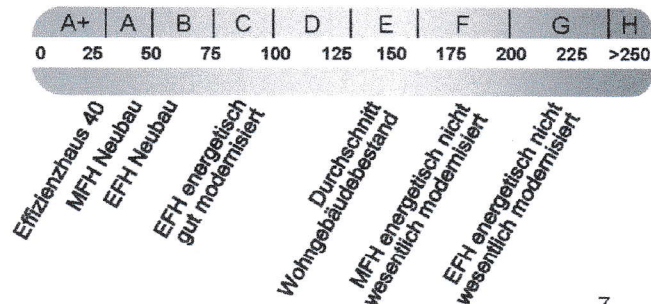 A+ | A | B | C | D | E | F | G | H
0 25 50 75 100 125 150 175 200 225 >250
Effizienzhaus 40
MFH Neubau
EFH Neubau
EFH energetisch
gut modernisiert
Durchschnitt
Wohngebäudebestand
MFH energetisch nicht
wesentlich modernisiert
EFH energetisch nicht
wesentlich modernisiert
7